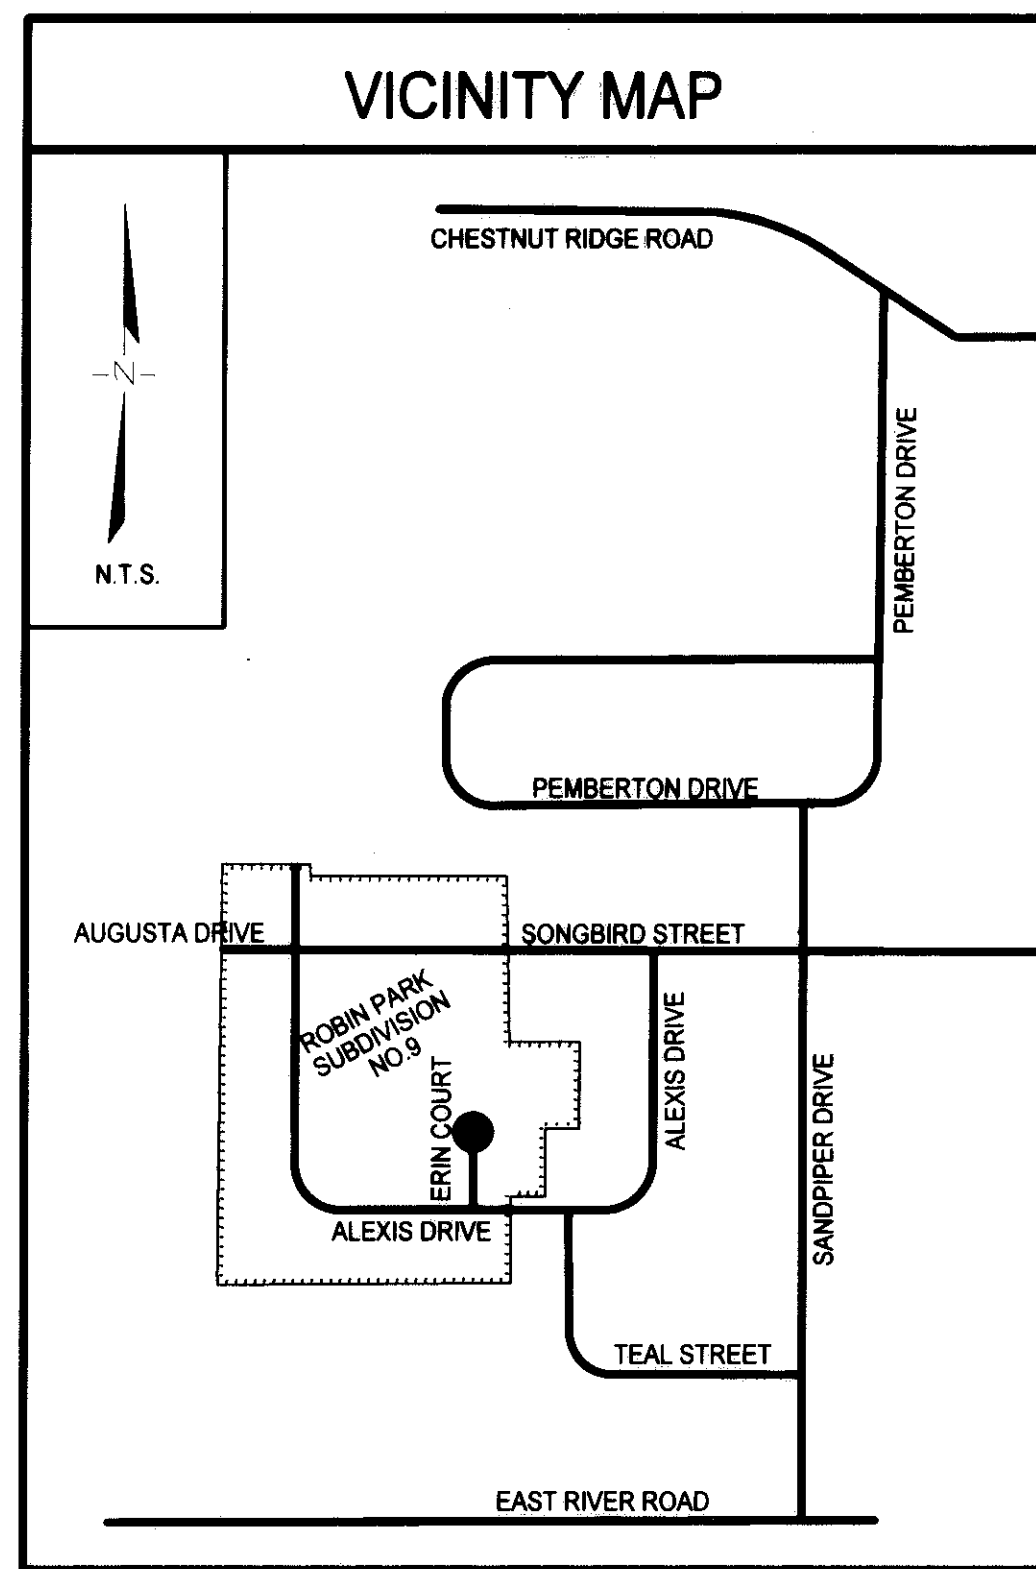 VICINITY MAP
CHESTNUT RIDGE ROAD
N
N.T.S.
PEMBERTON DRIVE
PEMBERTON DRIVE
AUGUSTA DRIVE
SONGBIRD STREET
ROBIN PARK
SUBDIVISION
NO.9
ERIN COURT
ALEXIS DRIVE
ALEXIS DRIVE
SANDPIPER DRIVE
TEAL STREET
EAST RIVER ROAD